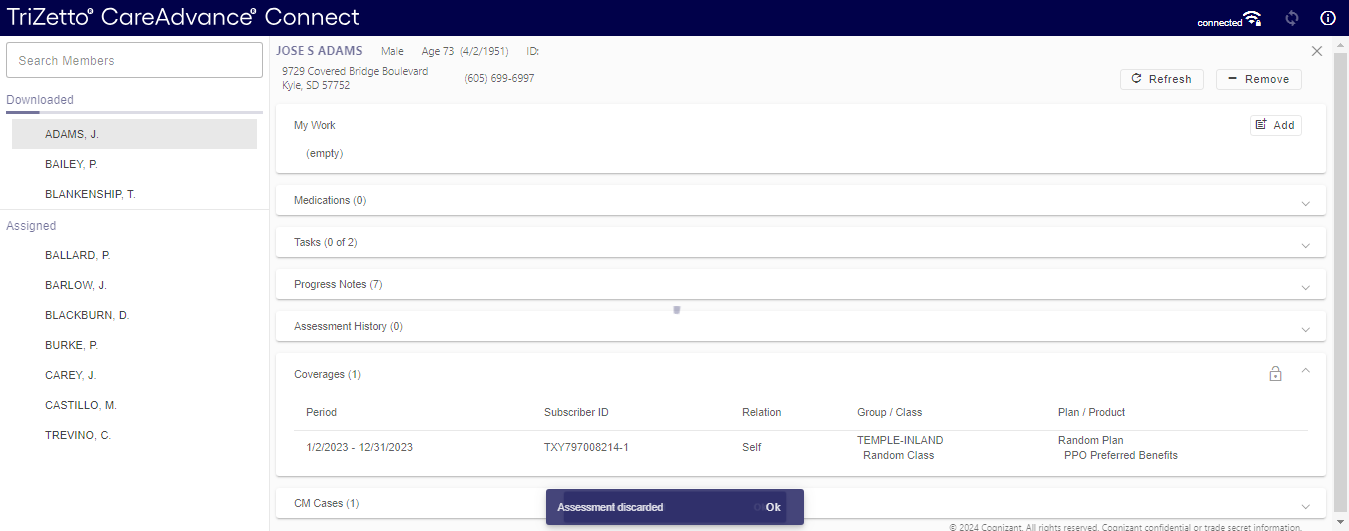 TriZetto® CareAdvance® Connect
connected
Search Members
Downloaded
ADAMS, J.
BAILEY, P.
BLANKENSHIP, T.
Assigned
BALLARD, P.
BARLOW, J.
BLACKBURN, D.
BURKE, P.
CAREY, J.
CASTILLO, M.
TREVINO, C.
JOSE S ADAMS Male Age 73 (4/2/1951) ID:
9729 Covered Bridge Boulevard (605) 699-6997
Kyle, SD 57752
Refresh Remove
My Work Add
(empty)
Medications (0)
Tasks (0 of 2)
Progress Notes (7)
Assessment History (0)
Coverages (1)
Period Subscriber ID Relation Group / Class Plan / Product
1/2/2023 - 12/31/2023 TXY797008214-1 Self TEMPLE-INLAND Random Plan
Random Class PPO Preferred Benefits
CM Cases (1)
Assessment discarded Ok
© 2024 Cognizant. All rights reserved. Cognizant confidential or trade secret information.